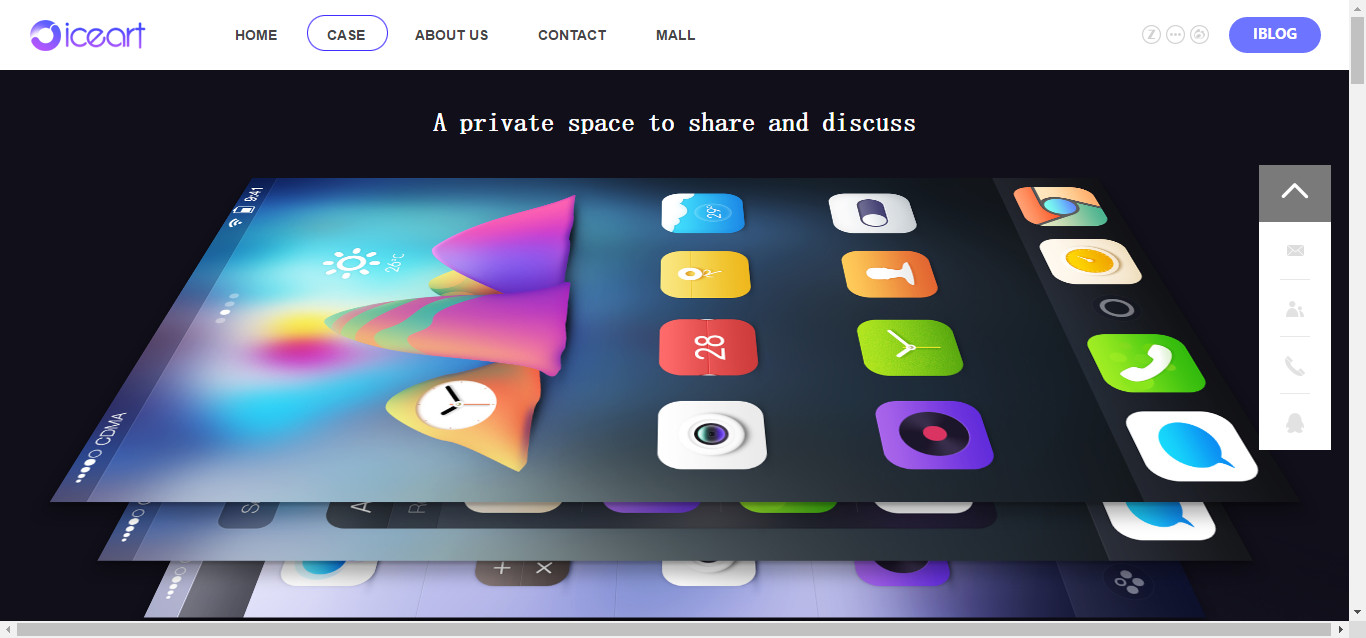 iceart
HOME
CASE
ABOUT US
CONTACT
MALL
IBLOG
A private space to share and discuss
9:41
26°C
29°
28
CDMA